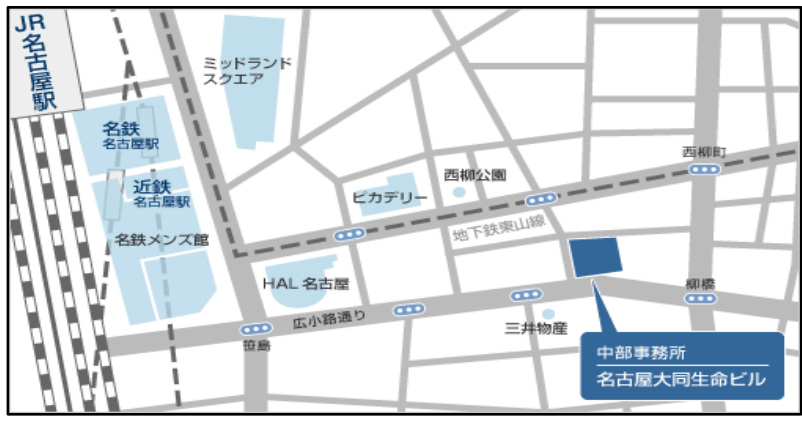 JR名古屋駅
ミッドランド
スクエア
名鉄
名古屋駅
近鉄
名古屋駅
名鉄メンズ館
西柳町
西柳公園
ピカデリー
地下鉄東山線
HAL 名古屋
柳橋
広小路通り
三井物産
笹島
中部事務所
名古屋大同生命ビル